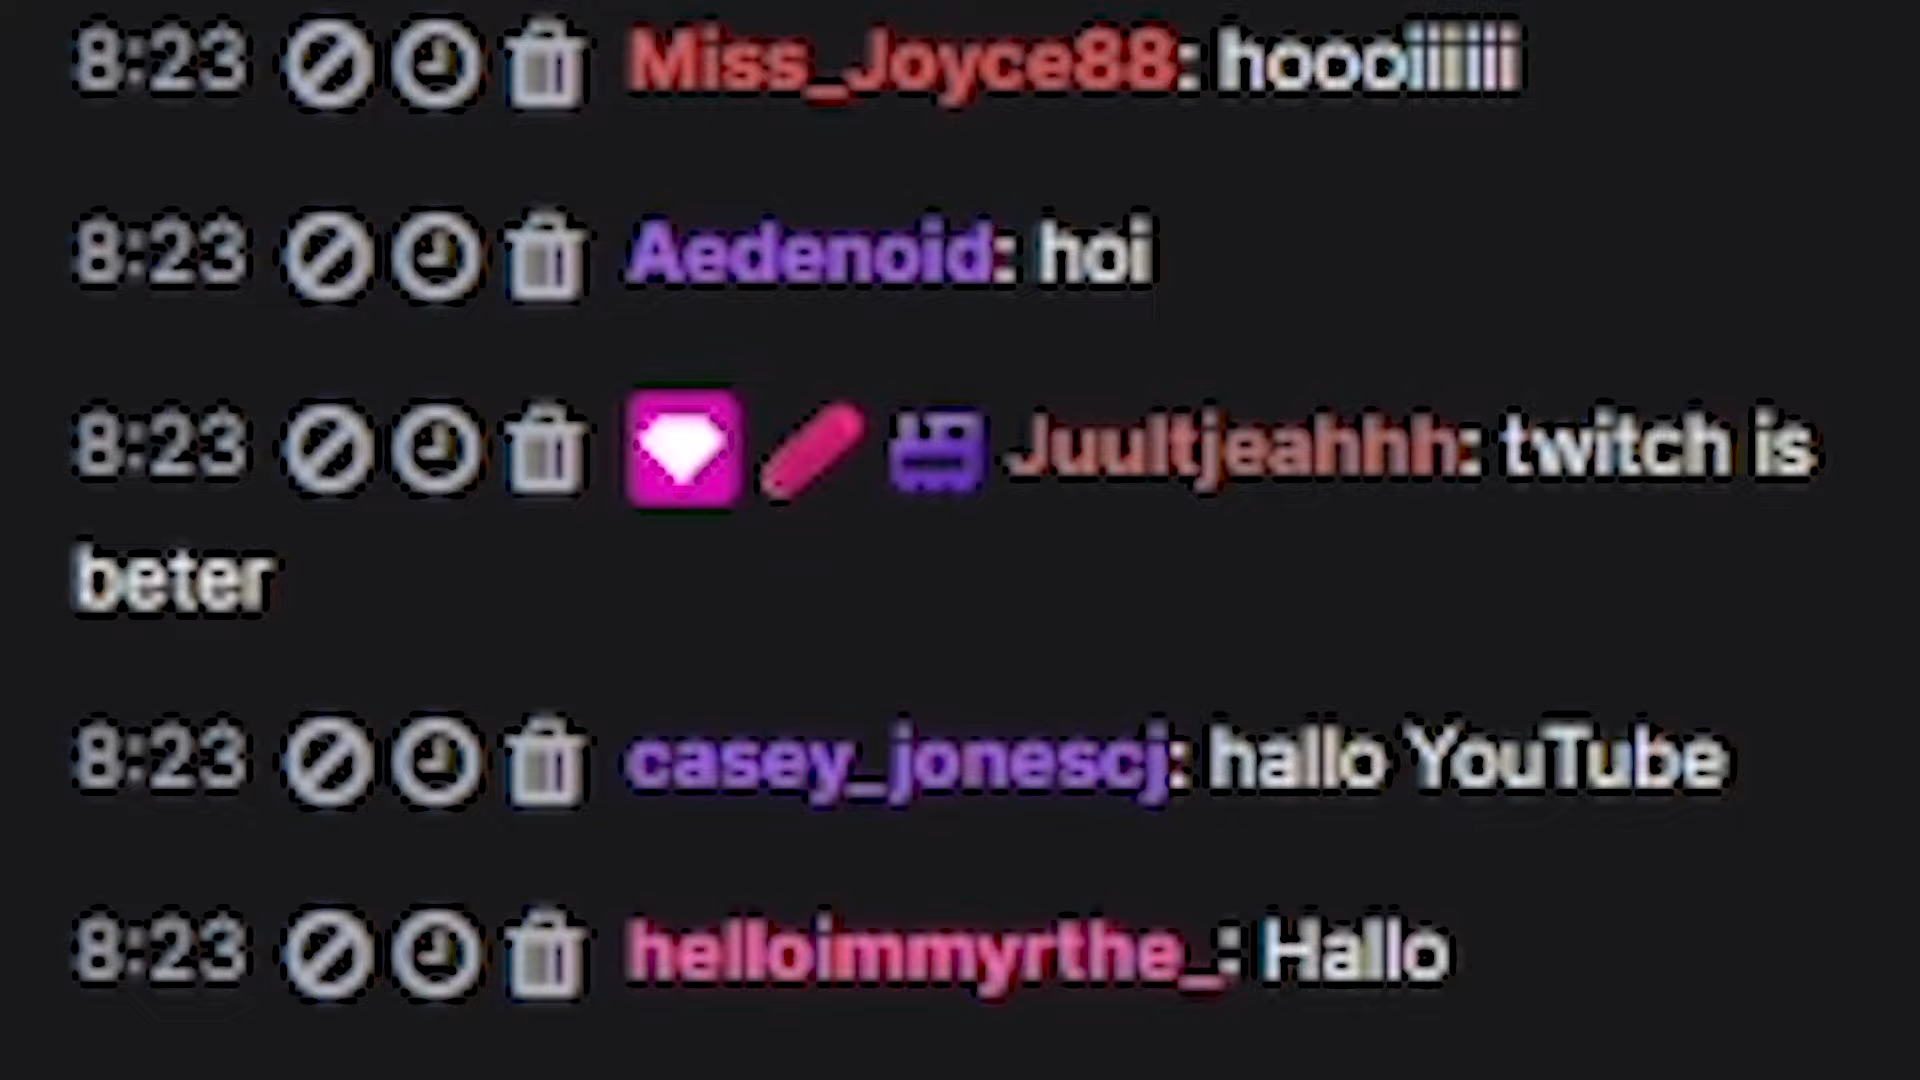 8:23 Miss_Joyce88: hoooiiiiii
8:23 Aedenoid: hoi
8:23 Juultjeahhh: twitch is
beter
8:23 casey_jonescj: hallo YouTube
8:23 helloimmyrthe_: Hallo